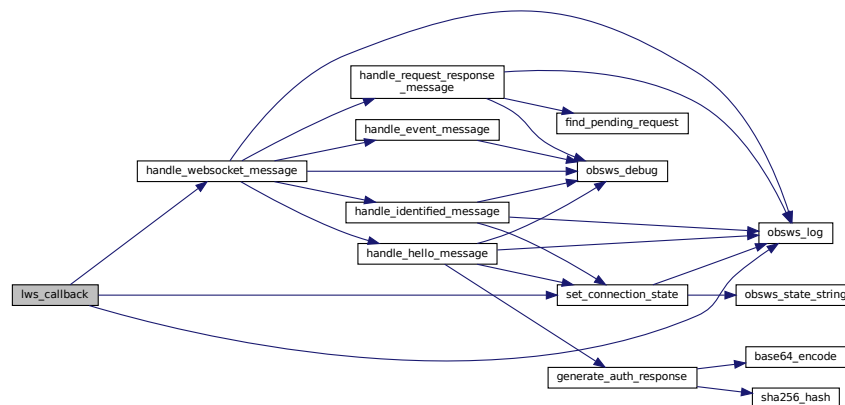 handle_request_response
_message
find_pending_request
handle_event_message
handle_websocket_message
obsws_debug
handle_identified_message
obsws_log
handle_hello_message
lws_callback
set_connection_state
obsws_state_string
base64_encode
generate_auth_response
sha256_hash